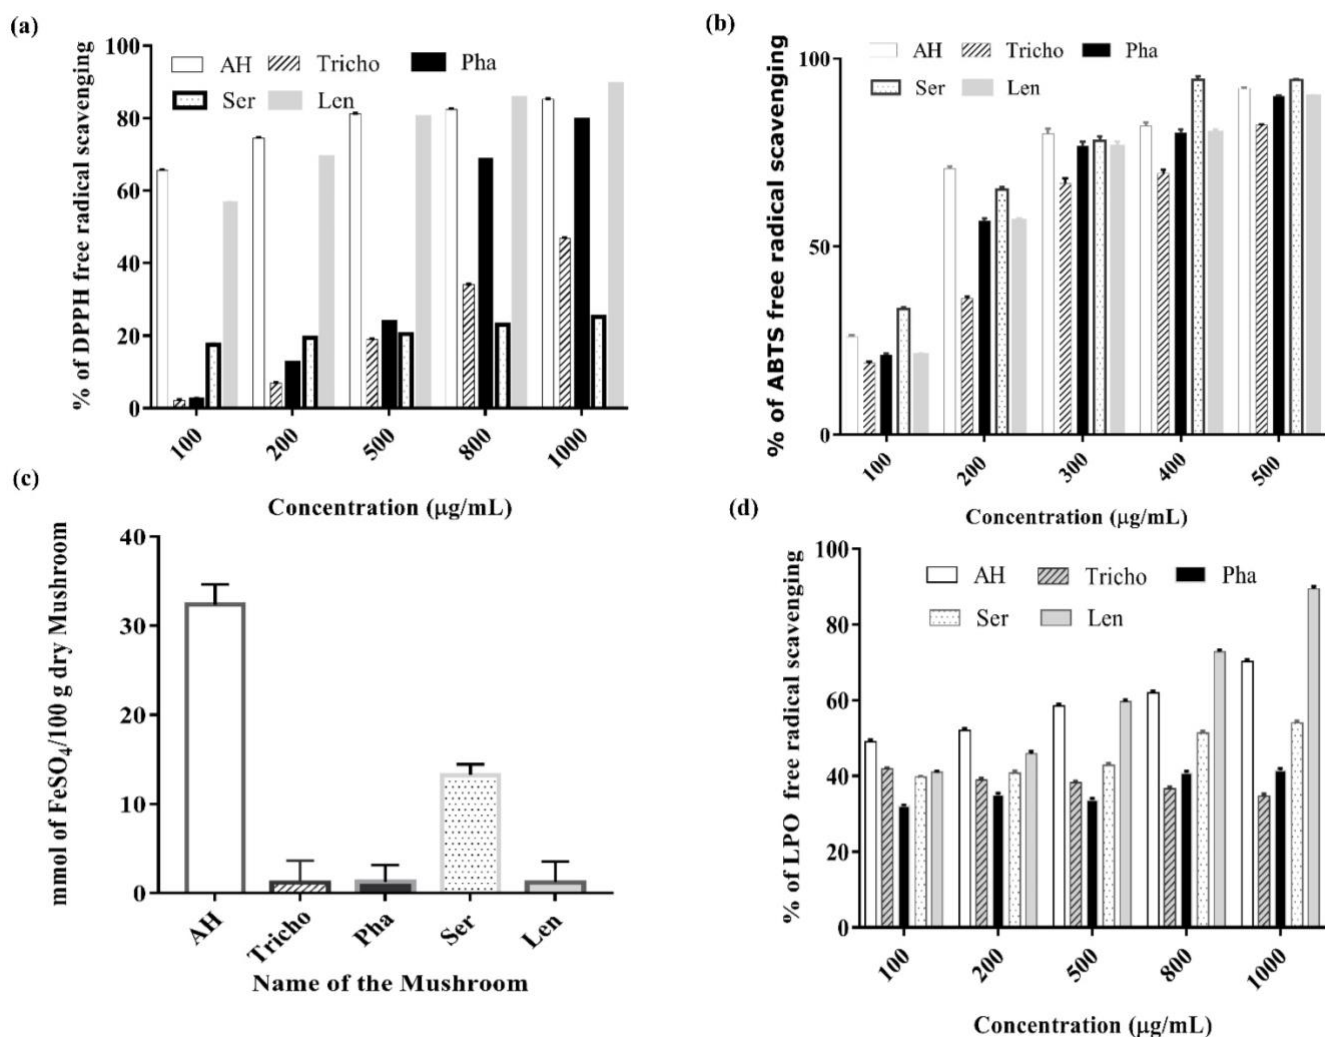 (a)
% of DPPH free radical scavenging
100
80
60
40
20
0
AH Tricho Pha
Ser Len
100 200 500 800 1000
Concentration (µg/mL)
(b)
% of ABTS free radical scavenging
100
50
0
AH Tricho Pha
Ser Len
100 200 300 400 500
Concentration (µg/mL)
(c)
mmol of FeSO₄/100 g dry Mushroom
40
30
20
10
0
AH Tricho Pha Ser Len
Name of the Mushroom
(d)
% of LPO free radical scavenging
100
80
60
40
20
0
AH Tricho Pha
Ser Len
100 200 500 800 1000
Concentration (µg/mL)